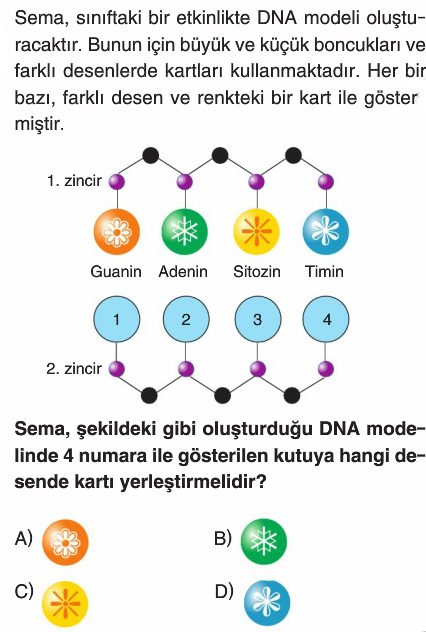 Sema, sınıftaki bir etkinlikte DNA modeli oluştu-
racaktır. Bunun için büyük ve küçük boncukları ve
farklı desenlerde kartları kullanmaktadır. Her bir
bazı, farklı desen ve renkteki bir kart ile göster
miştir.
1. zincir
Guanin Adenin Sitozin Timin
1 2 3 4
2. zincir
Sema, şekildeki gibi oluşturduğu DNA mode-
linde 4 numara ile gösterilen kutuya hangi de-
sende kartı yerleştirmelidir?
A) B)
C) D)